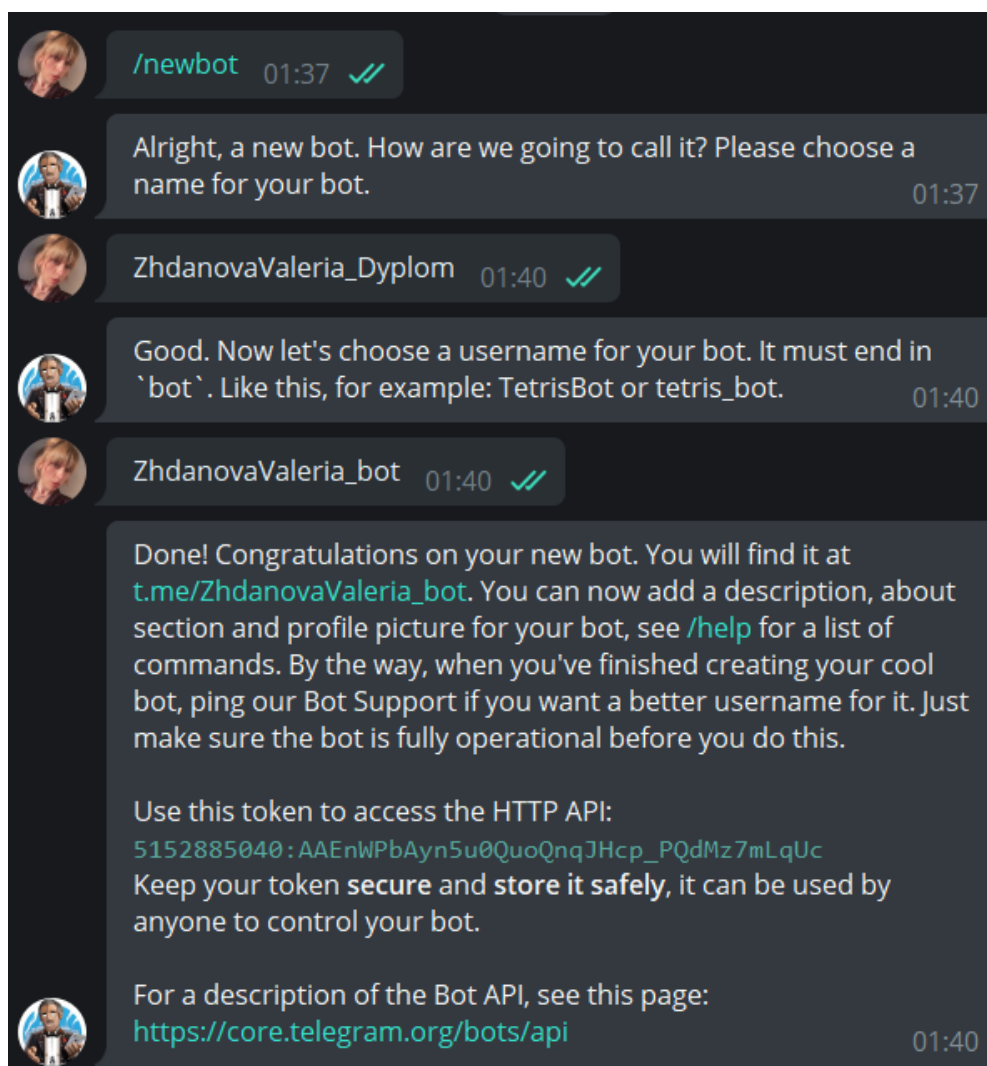 /newbot 01:37
Alright, a new bot. How are we going to call it? Please choose a
name for your bot.
01:37
ZhdanovaValeria_Dyplom 01:40
Good. Now let's choose a username for your bot. It must end in
`bot`. Like this, for example: TetrisBot or tetris_bot.
01:40
ZhdanovaValeria_bot 01:40
Done! Congratulations on your new bot. You will find it at
t.me/ZhdanovaValeria_bot. You can now add a description, about
section and profile picture for your bot, see /help for a list of
commands. By the way, when you've finished creating your cool
bot, ping our Bot Support if you want a better username for it. Just
make sure the bot is fully operational before you do this.
Use this token to access the HTTP API:
5152885040:AAEnWPbAyn5u0QuoQnqJHcp_PQdMz7mLqUc
Keep your token secure and store it safely, it can be used by
anyone to control your bot.
For a description of the Bot API, see this page:
https://core.telegram.org/bots/api
01:40